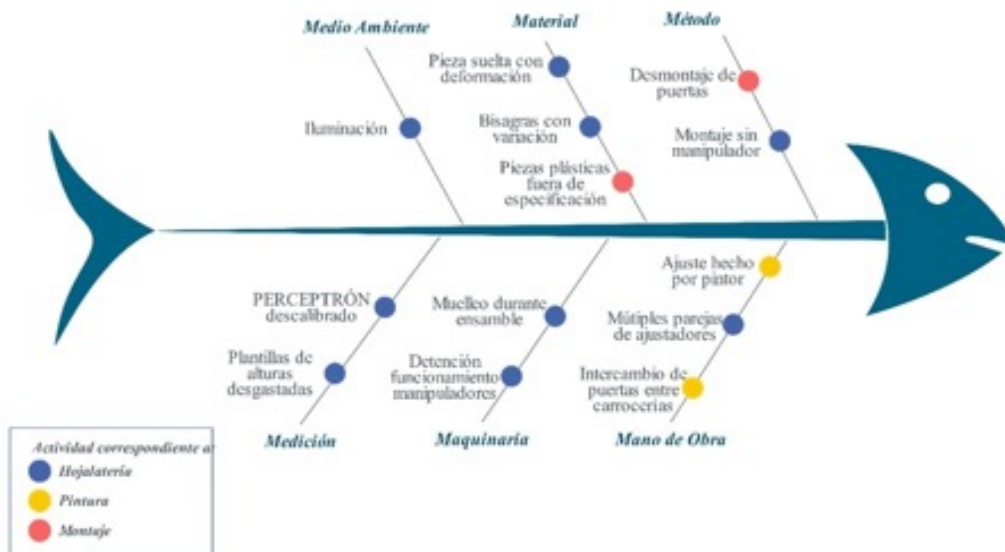 Medio Ambiente
Material
Método
Pieza suelta con
deformación
Desmontaje de
puertas
Iluminación
Bisagras con
variación
Montaje sin
manipulador
Piezas plásticas
fuera de
especificación
Ajuste hecho
por pintor
PERCEPTRÓN
descalibrado
Muelleo durante
ensamble
Mútiples parejas
de ajustadores
Plantillas de
alturas
desgastadas
Detención
funcionamiento
manipuladores
Intercambio de
puertas entre
carrocerías
Medición
Maquinaría
Mano de Obra
Actividad correspondiente a:
Hojalatería
Pintura
Montaje